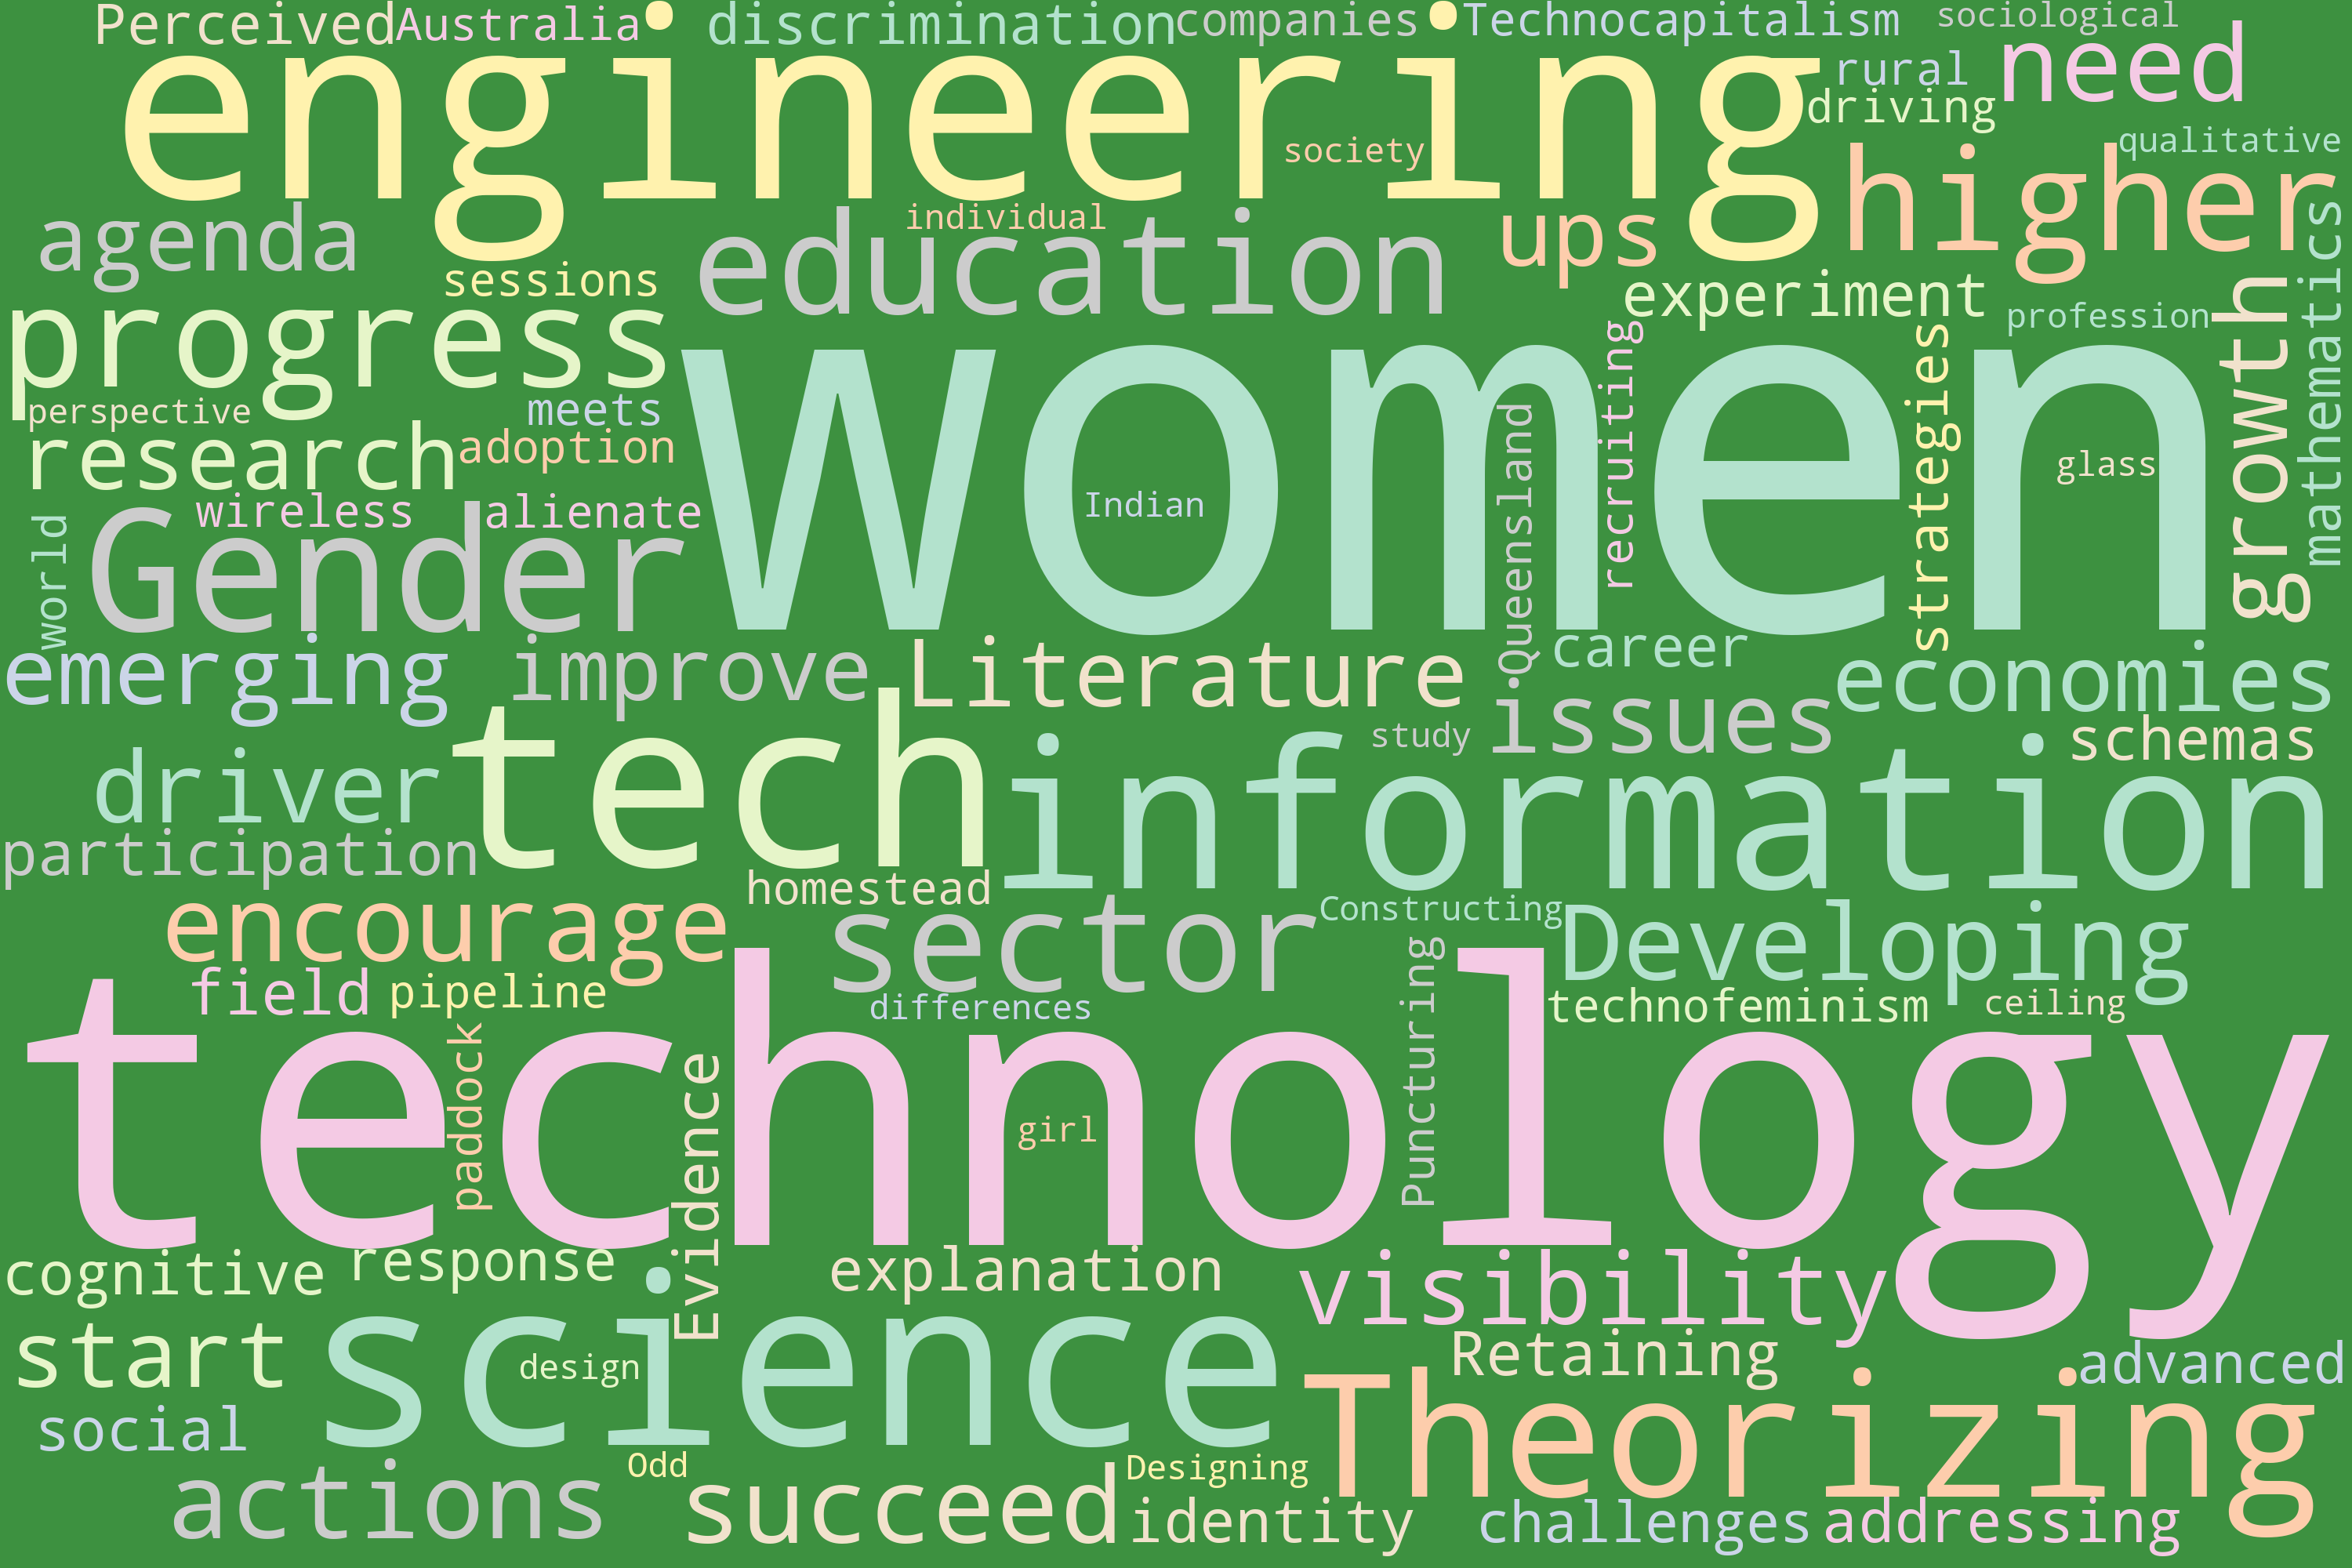 Perceived
Australia
discrimination
companies
Technocapitalism
sociological
engineering
rural
need
driving
society
qualitative
higher
agenda
individual
education
ups
mathematics
sessions
experiment
progress
profession
growth
recruiting
strategies
women
perspective
meets
research
adoption
Queensland
glass
wireless
alienate
Indian
world
Gender
emerging
improve
Literature
career
economies
issues
study
schemas
driver
tech
information
participation
homestead
encourage
sector
Constructing
Developing
field
pipeline
differences
Puncturing
technofeminism
ceiling
technology
paddock
Evidence
girl
cognitive
response
explanation
visibility
start
science
design
Retaining
advanced
Theorizing
social
Odd
Designing
actions
succeed
identity
challenges
addressing